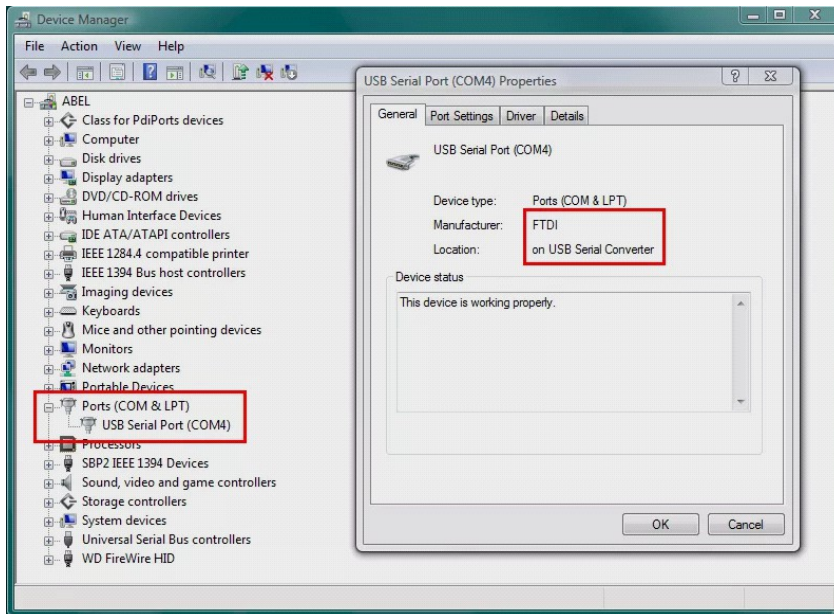 Device Manager
File Action View Help
ABEL
Class for PdiPorts devices
Computer
Disk drives
Display adapters
DVD/CD-ROM drives
Human Interface Devices
IDE ATA/ATAPI controllers
IEEE 1284.4 compatible printer
IEEE 1394 Bus host controllers
Imaging devices
Keyboards
Mice and other pointing devices
Monitors
Network adapters
Portable Devices
Ports (COM & LPT)
USB Serial Port (COM4)
Processors
SBP2 IEEE 1394 Devices
Sound, video and game controllers
Storage controllers
System devices
Universal Serial Bus controllers
WD FireWire HID
USB Serial Port (COM4) Properties
General Port Settings Driver Details
USB Serial Port (COM4)
Device type: Ports (COM & LPT)
Manufacturer: FTDI
Location: on USB Serial Converter
Device status
This device is working properly.
OK Cancel